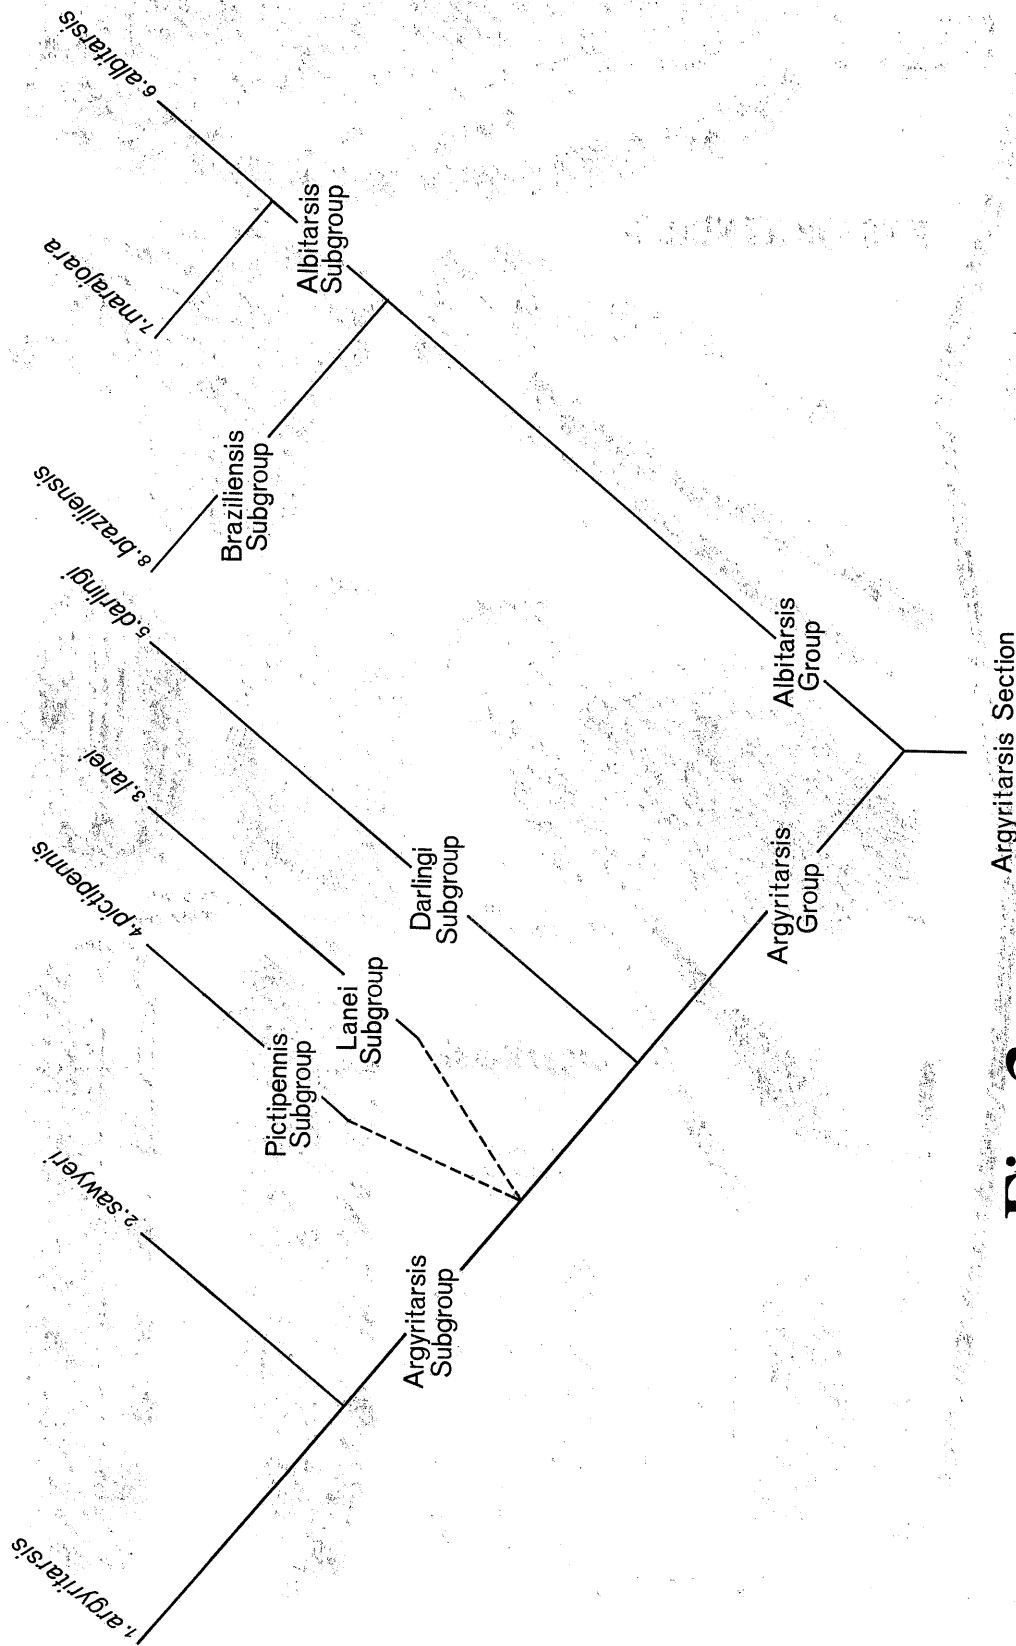 1.argyritarsis
2.sawyeri
4.pictipennis
3.lanei
5.darlingi
8.braziliensis
7.marajoara
6.albitarsis
Pictipennis
Subgroup
Lanei
Subgroup
Braziliensis
Subgroup
Albitarsis
Subgroup
Argyritarsis
Subgroup
Darlingi
Subgroup
Argyritarsis
Group
Albitarsis
Group
Argyritarsis Section